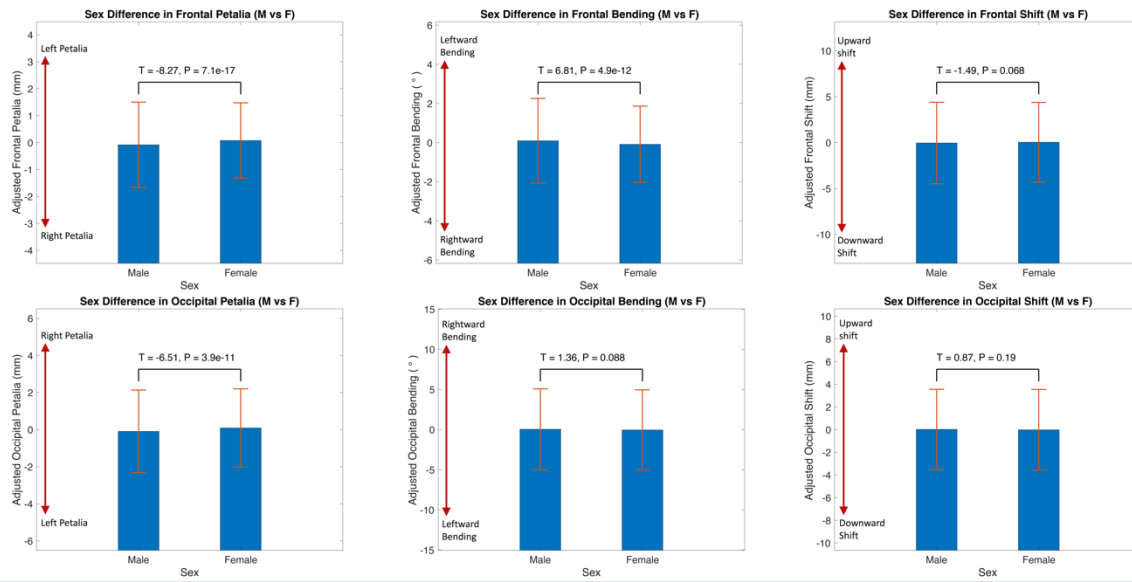 Sex Difference in Frontal Petalia (M vs F)
Adjusted Frontal Petalia (mm)
4
3
2
1
0
-1
-2
-3
-4
Left Petalia
Right Petalia
T = -8.27, P = 7.1e-17
Male
Female
Sex
Sex Difference in Frontal Bending (M vs F)
Adjusted Frontal Bending ( ° )
6
4
2
0
-2
-4
-6
Leftward
Bending
Rightward
Bending
T = 6.81, P = 4.9e-12
Male
Female
Sex
Sex Difference in Frontal Shift (M vs F)
Adjusted Frontal Shift (mm)
10
5
0
-5
-10
Upward
shift
Downward
Shift
T = -1.49, P = 0.068
Male
Female
Sex
Sex Difference in Occipital Petalia (M vs F)
Adjusted Occipital Petalia (mm)
6
4
2
0
-2
-4
-6
Right Petalia
Left Petalia
T = -6.51, P = 3.9e-11
Male
Female
Sex
Sex Difference in Occipital Bending (M vs F)
Adjusted Occipital Bending ( ° )
15
10
5
0
-5
-10
-15
Rightward
Bending
Leftward
Bending
T = 1.36, P = 0.088
Male
Female
Sex
Sex Difference in Occipital Shift (M vs F)
Adjusted Occipital Shift (mm)
10
8
6
4
2
0
-2
-4
-6
-8
-10
Upward
shift
Downward
Shift
T = 0.87, P = 0.19
Male
Female
Sex